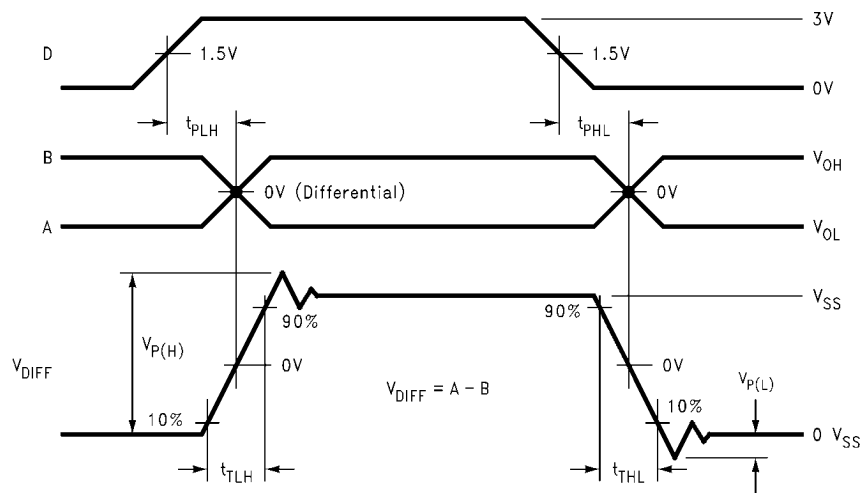 3V
D
1.5V
1.5V
0V
tPLH
tPHL
B
VOH
0V (Differential)
0V
A
VOL
VSS
90%
90%
VP(H)
VDIFF
0V
0V
VDIFF = A – B
VP(L)
10%
10%
0 VSS
tTLH
tTHL